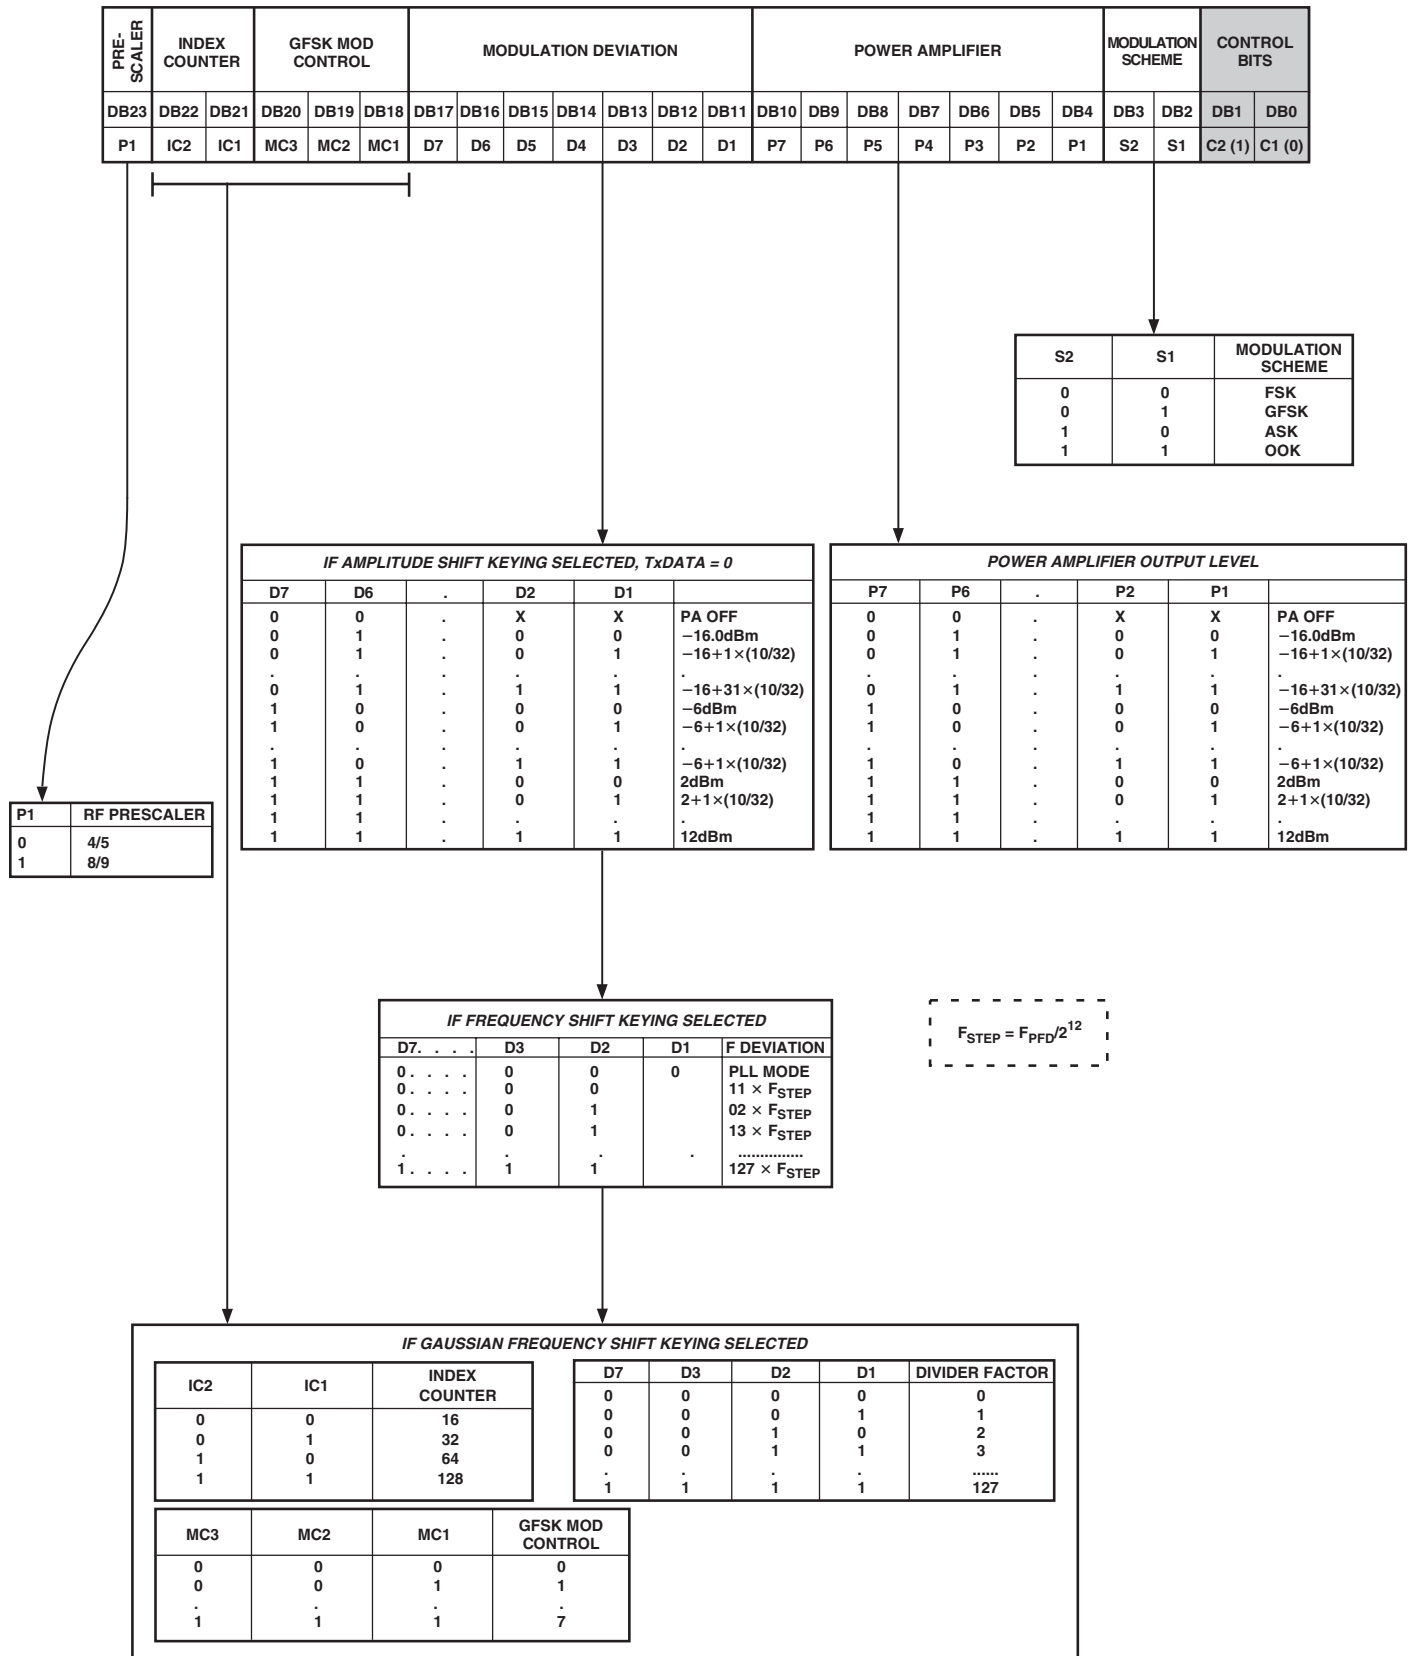 PRE-
SCALER
INDEX
COUNTER
GFSK MOD
CONTROL
MODULATION DEVIATION
POWER AMPLIFIER
MODULATION
SCHEME
CONTROL
BITS
DB23 DB22 DB21 DB20 DB19 DB18 DB17 DB16 DB15 DB14 DB13 DB12 DB11 DB10 DB9 DB8 DB7 DB6 DB5 DB4 DB3 DB2 DB1 DB0
P1 IC2 IC1 MC3 MC2 MC1 D7 D6 D5 D4 D3 D2 D1 P7 P6 P5 P4 P3 P2 P1 S2 S1 C2 (1) C1 (0)
S2 S1 MODULATION
SCHEME
0 0 FSK
0 1 GFSK
1 0 ASK
1 1 OOK
IF AMPLITUDE SHIFT KEYING SELECTED, TxDATA = 0
D7 D6 . D2 D1
0 0 . X X PA OFF
0 1 . 0 0 −16.0dBm
0 1 . 0 1 −16+1×(10/32)
. . . . . .
0 1 . 1 1 −16+31×(10/32)
1 0 . 0 0 −6dBm
1 0 . 0 1 −6+1×(10/32)
. . . . . .
1 0 . 1 1 −6+1×(10/32)
1 1 . 0 0 2dBm
1 1 . 0 1 2+1×(10/32)
1 1 . . . .
1 1 . 1 1 12dBm
POWER AMPLIFIER OUTPUT LEVEL
P7 P6 . P2 P1
0 0 . X X PA OFF
0 1 . 0 0 −16.0dBm
0 1 . 0 1 −16+1×(10/32)
. . . . . .
0 1 . 1 1 −16+31×(10/32)
1 0 . 0 0 −6dBm
1 0 . 0 1 −6+1×(10/32)
. . . . . .
1 0 . 1 1 −6+1×(10/32)
1 1 . 0 0 2dBm
1 1 . 0 1 2+1×(10/32)
1 1 . . . .
1 1 . 1 1 12dBm
P1 RF PRESCALER
0 4/5
1 8/9
IF FREQUENCY SHIFT KEYING SELECTED
D7. . . . D3 D2 D1 F DEVIATION
0. . . . 0 0 0 PLL MODE
0. . . . 0 0 11 × FSTEP
0. . . . 0 1 02 × FSTEP
0. . . . 0 1 13 × FSTEP
. . . . ...............
1. . . . 1 1 127 × FSTEP
FSTEP = FPFD/2^12
IF GAUSSIAN FREQUENCY SHIFT KEYING SELECTED
IC2 IC1 INDEX
COUNTER
0 0 16
0 1 32
1 0 64
1 1 128
D7 D3 D2 D1 DIVIDER FACTOR
0 0 0 0 0
0 0 0 1 1
0 0 1 0 2
0 0 1 1 3
. . . . ......
1 1 1 1 127
MC3 MC2 MC1 GFSK MOD
CONTROL
0 0 0 0
0 0 1 1
. . . .
1 1 1 7